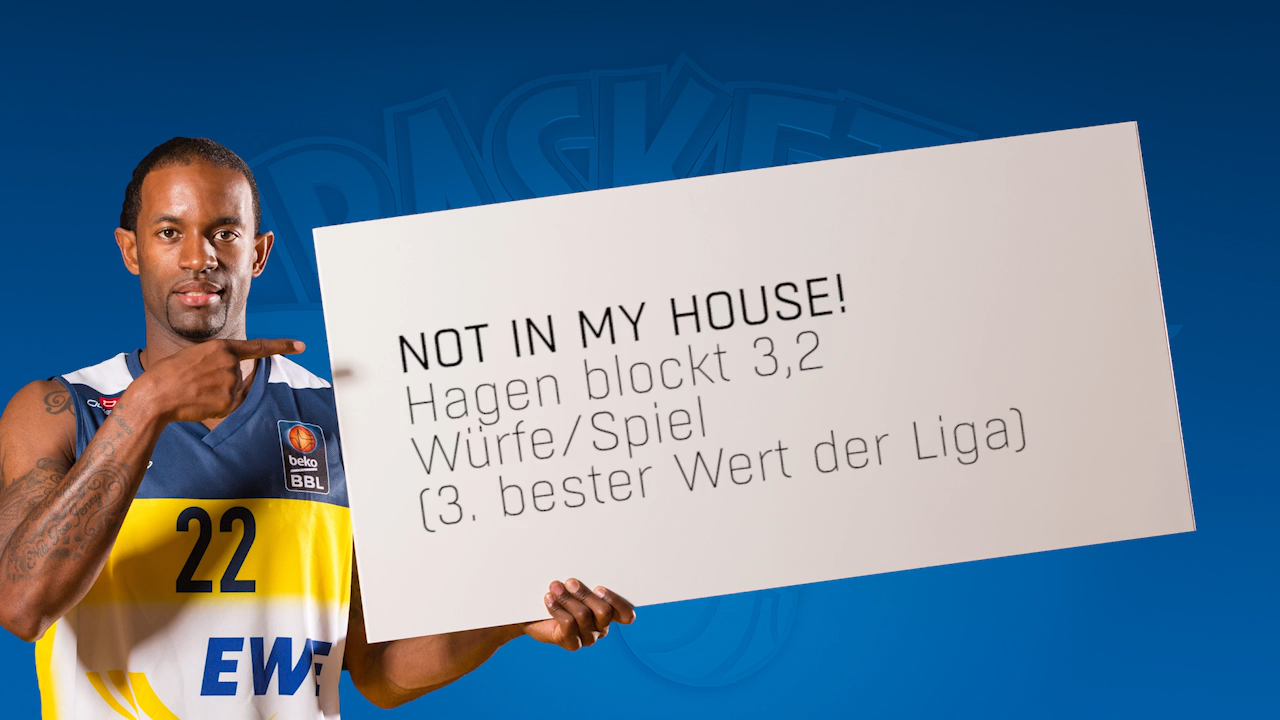 BASKET
NOT IN MY HOUSE!
Hagen blockt 3,2
Würfe/Spiel
(3. bester Wert der Liga)
beko
BBL
22
EWE